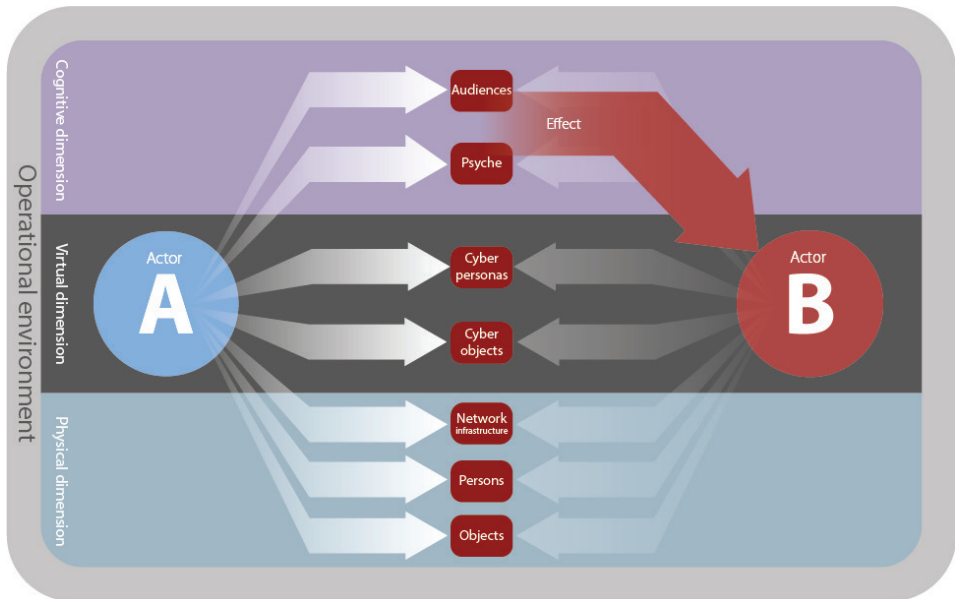 Operational environment
Cognitive dimension
Audiences
Effect
Psyche
Virtual dimension
Actor
A
Cyber
personas
Cyber
objects
Actor
B
Physical dimension
Network
infrastructure
Persons
Objects